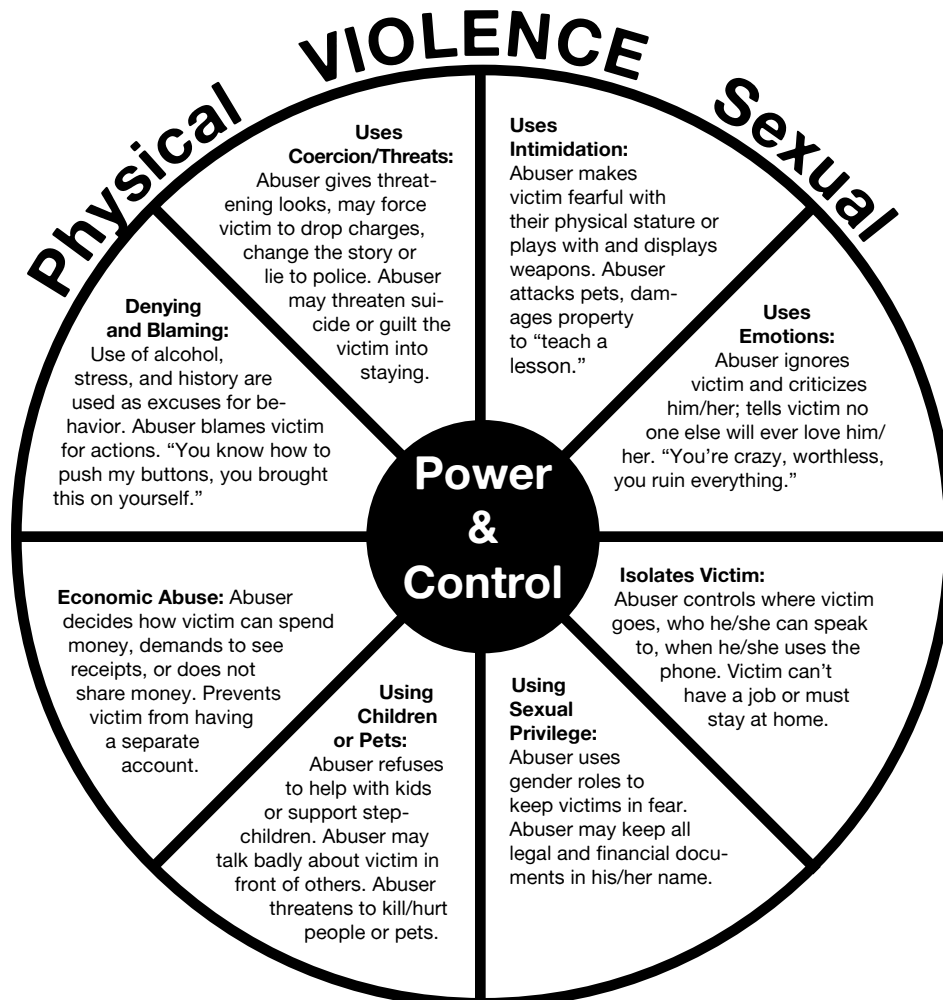 Physical VIOLENCE Sexual
Uses
Coercion/Threats:
Abuser gives threat-
ening looks, may force
victim to drop charges,
change the story or
lie to police. Abuser
may threaten sui-
cide or guilt the
victim into
staying.
Uses
Intimidation:
Abuser makes
victim fearful with
their physical stature or
plays with and displays
weapons. Abuser
attacks pets, dam-
ages property
to “teach a
lesson.”
Uses
Emotions:
Abuser ignores
victim and criticizes
him/her; tells victim no
one else will ever love him/
her. “You’re crazy, worthless,
you ruin everything.”
Isolates Victim:
Abuser controls where victim
goes, who he/she can speak
to, when he/she uses the
phone. Victim can’t
have a job or must
stay at home.
Using
Sexual
Privilege:
Abuser uses
gender roles to
keep victims in fear.
Abuser may keep all
legal and financial docu-
ments in his/her name.
Using
Children
or Pets:
Abuser refuses
to help with kids
or support step-
children. Abuser may
talk badly about victim in
front of others. Abuser
threatens to kill/hurt
people or pets.
Economic Abuse: Abuser
decides how victim can spend
money, demands to see
receipts, or does not
share money. Prevents
victim from having
a separate
account.
Denying
and Blaming:
Use of alcohol,
stress, and history are
used as excuses for be-
havior. Abuser blames victim
for actions. “You know how to
push my buttons, you brought
this on yourself.”
Power
&
Control